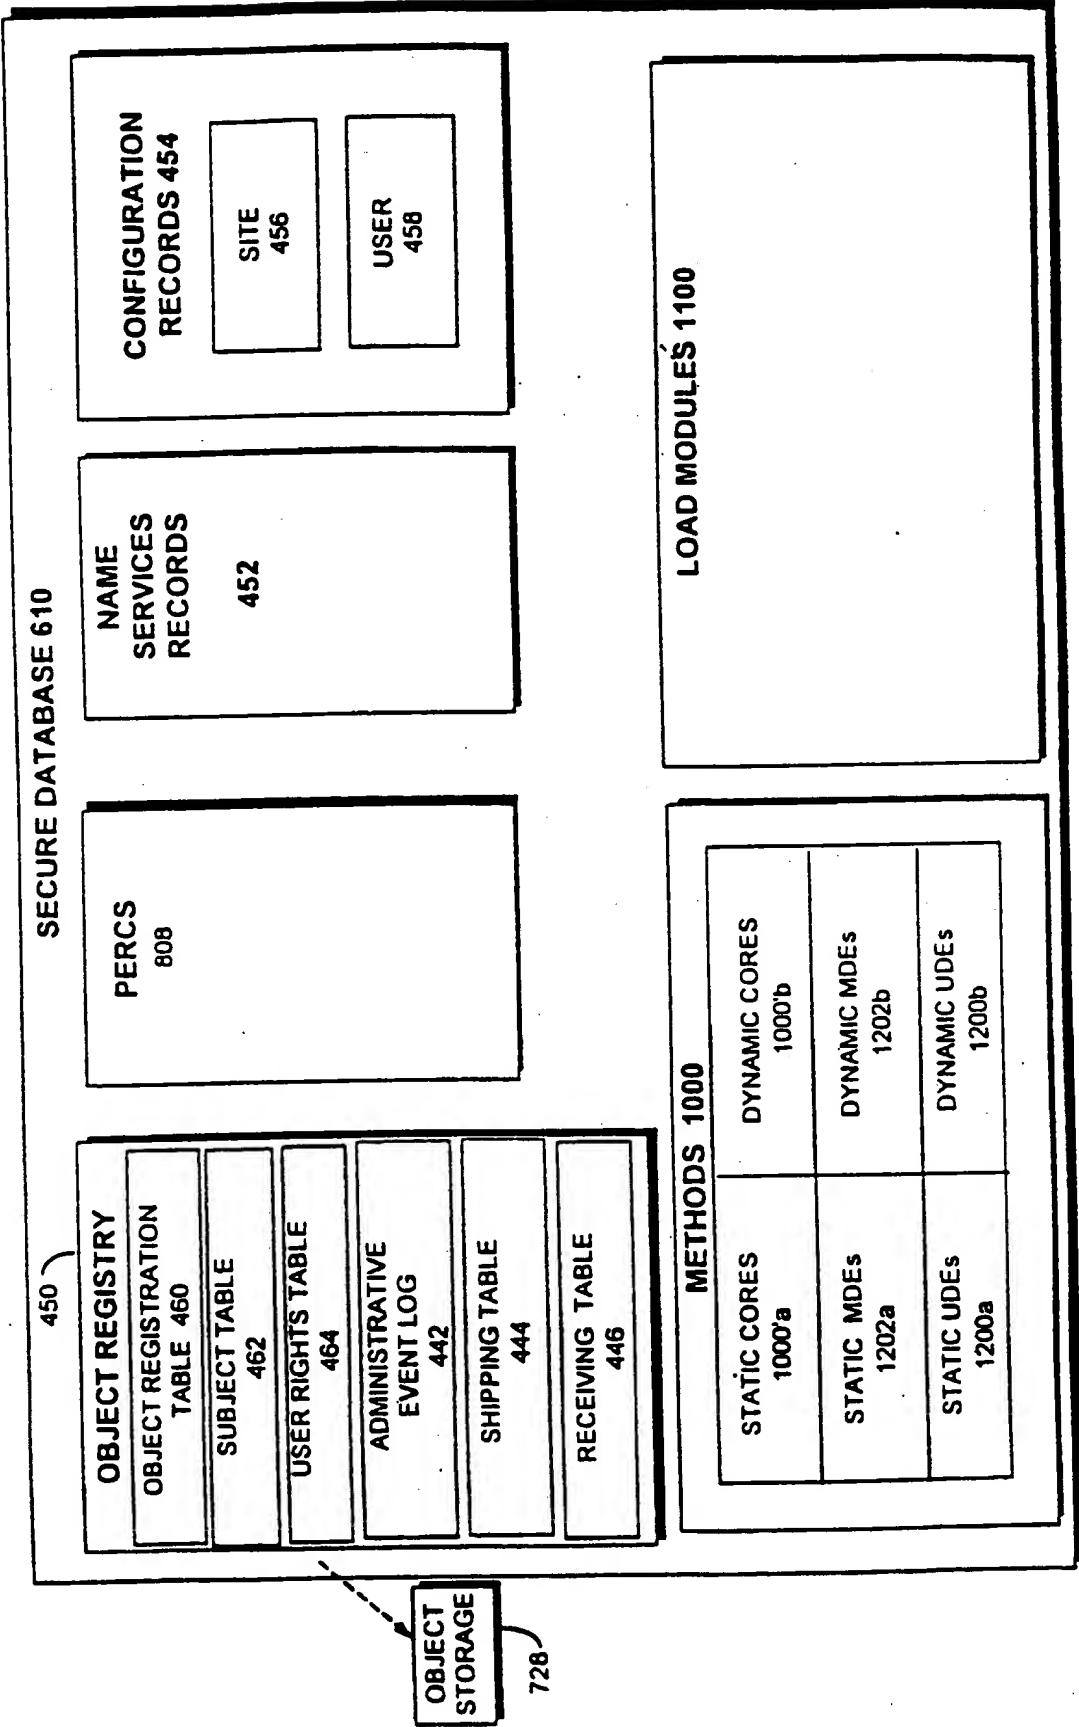 SECURE DATABASE 610
450
OBJECT REGISTRY
OBJECT REGISTRATION
TABLE 460
SUBJECT TABLE
462
USER RIGHTS TABLE
464
ADMINISTRATIVE
EVENT LOG
442
SHIPPING TABLE
444
RECEIVING TABLE
446
OBJECT
STORAGE
728
PERCS
808
NAME
SERVICES
RECORDS
452
CONFIGURATION
RECORDS 454
SITE
456
USER
458
METHODS 1000
STATIC CORES
1000'a
DYNAMIC CORES
1000'b
STATIC MDEs
1202a
DYNAMIC MDEs
1202b
STATIC UDEs
1200a
DYNAMIC UDEs
1200b
LOAD MODULES 1100